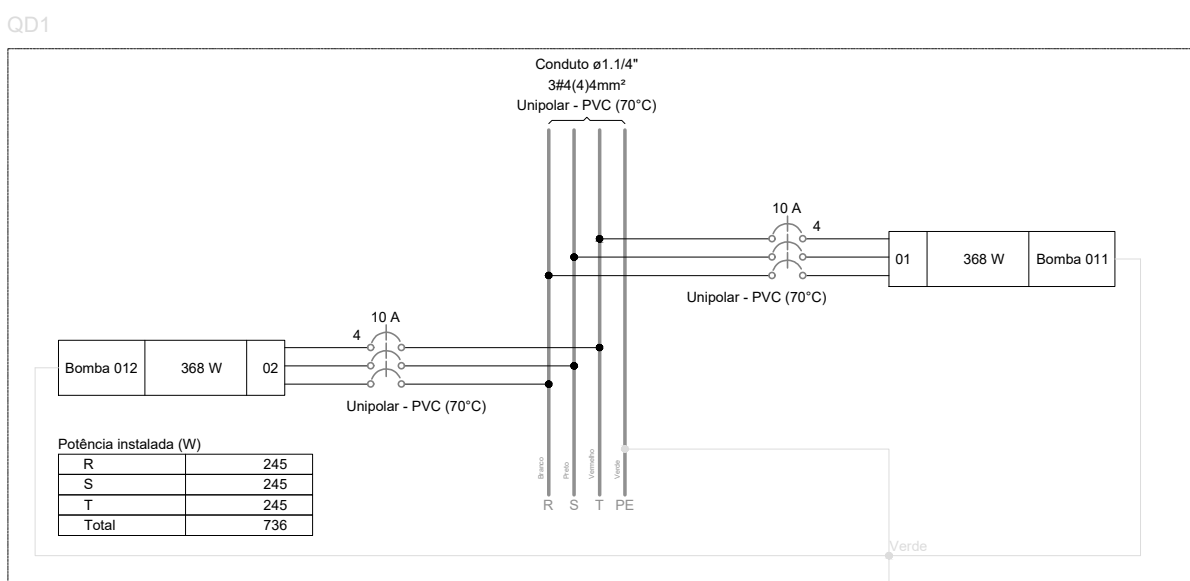 QD1
Conduto ø1.1/4"
3#4(4)4mm²
Unipolar - PVC (70°C)
10 A
4
01
368 W
Bomba 011
Unipolar - PVC (70°C)
10 A
4
Bomba 012
368 W
02
Unipolar - PVC (70°C)
Potência instalada (W)
R 245
S 245
T 245
Total 736
Branco
Preto
Vermelho
Verde
R S T PE
Verde